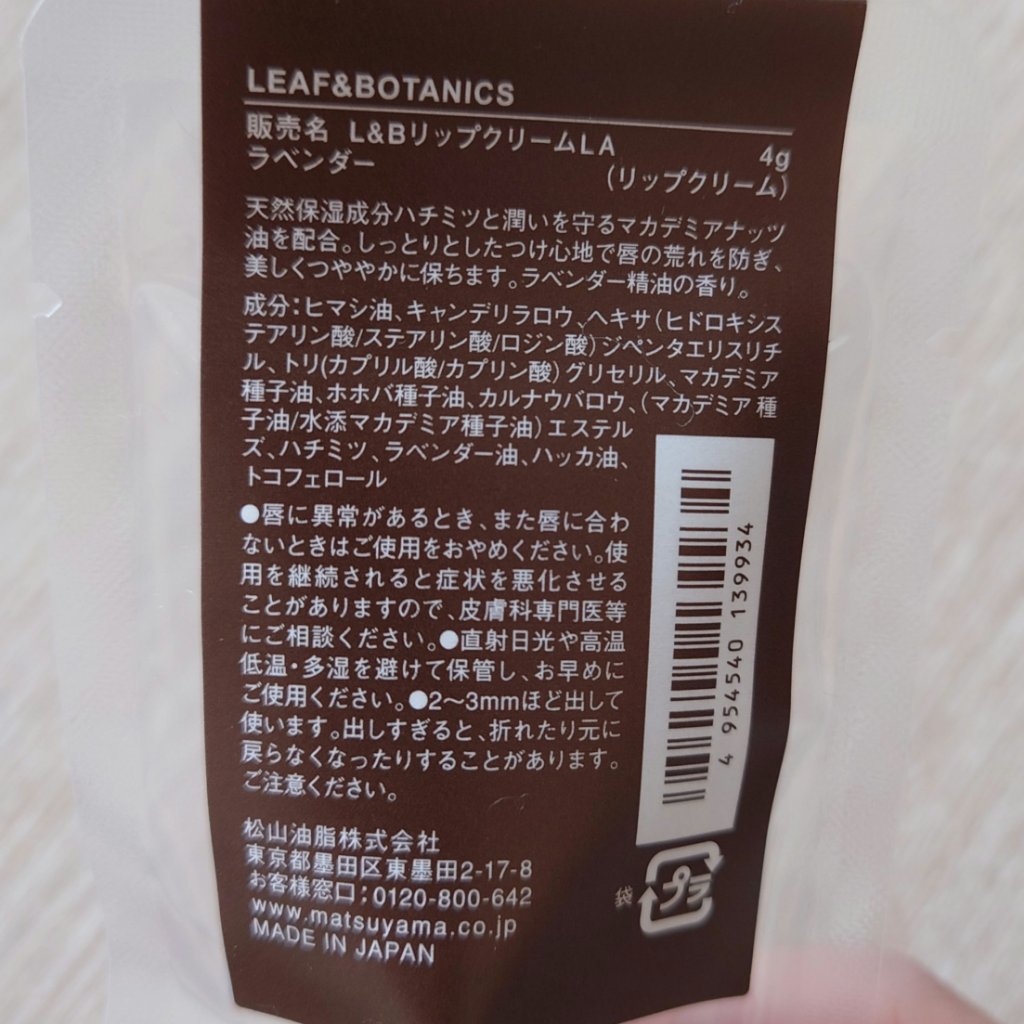 LEAF&BOTANICS
販売名 L&BリップクリームLA 4g
ラベンダー (リップクリーム)
天然保湿成分ハチミツと潤いを守るマカデミアナッツ
油を配合。しっとりとしたつけ心地で唇の荒れを防ぎ、
美しくつややかに保ちます。ラベンダー精油の香り。
成分:ヒマシ油、キャンデリラロウ、ヘキサ(ヒドロキシス
テアリン酸/ステアリン酸/ロジン酸)ジペンタエリスリチ
ル、トリ(カプリル酸/カプリン酸)グリセリル、マカデミア
種子油、ホホバ種子油、カルナウバロウ、(マカデミア種
子油/水添マカデミア種子油)エステル
ズ、ハチミツ、ラベンダー油、ハッカ油、
トコフェロール
●唇に異常があるとき、また唇に合わ
ないときはご使用をおやめください。使
用を継続されると症状を悪化させる
ことがありますので、皮膚科専門医等
にご相談ください。●直射日光や高温
低温・多湿を避けて保管し、お早めに
ご使用ください。●2〜3mmほど出して
使います。出しすぎると、折れたり元に
戻らなくなったりすることがあります。
ご注意ください。
4 954540 139934
松山油脂株式会社
東京都墨田区東墨田2-17-8
お客様窓口:0120-800-642
www.matsuyama.co.jp
MADE IN JAPAN
袋 プラ